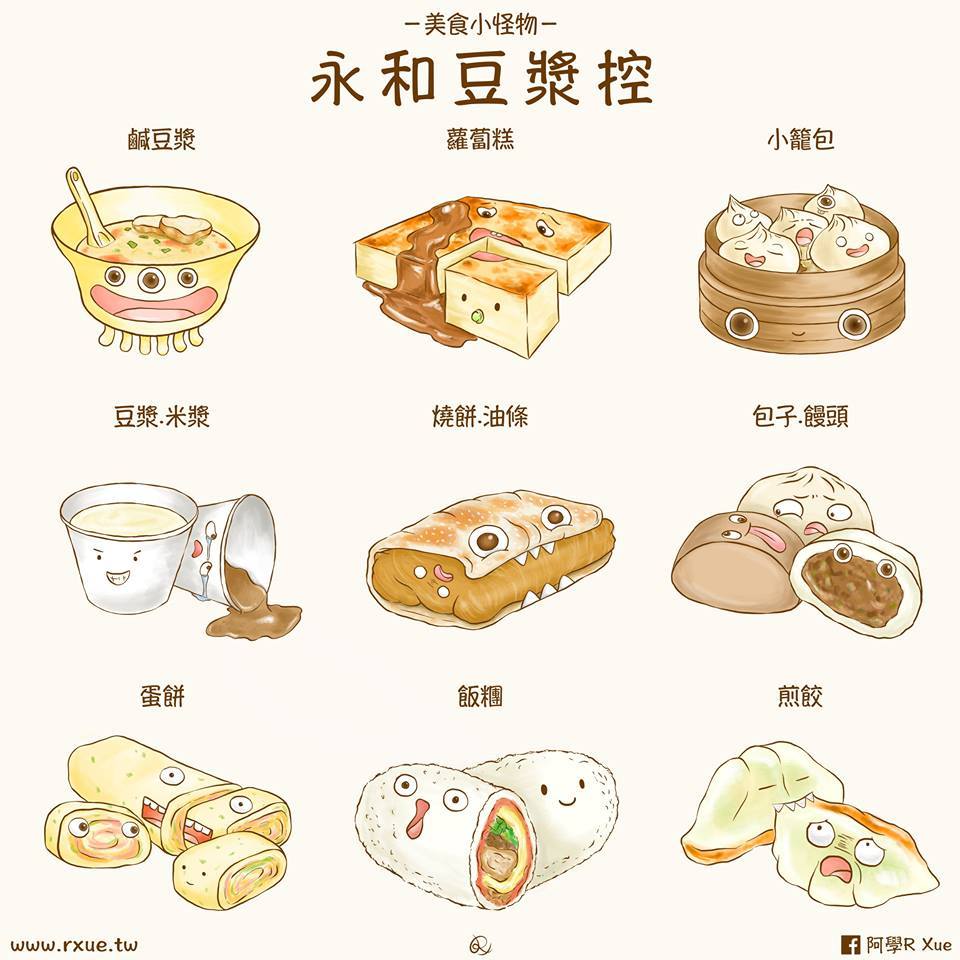 －美食小怪物－
永和豆漿控
鹹豆漿
蘿蔔糕
小籠包
豆漿.米漿
燒餅.油條
包子.饅頭
蛋餅
飯糰
煎餃
www.rxue.tw
阿學R Xue